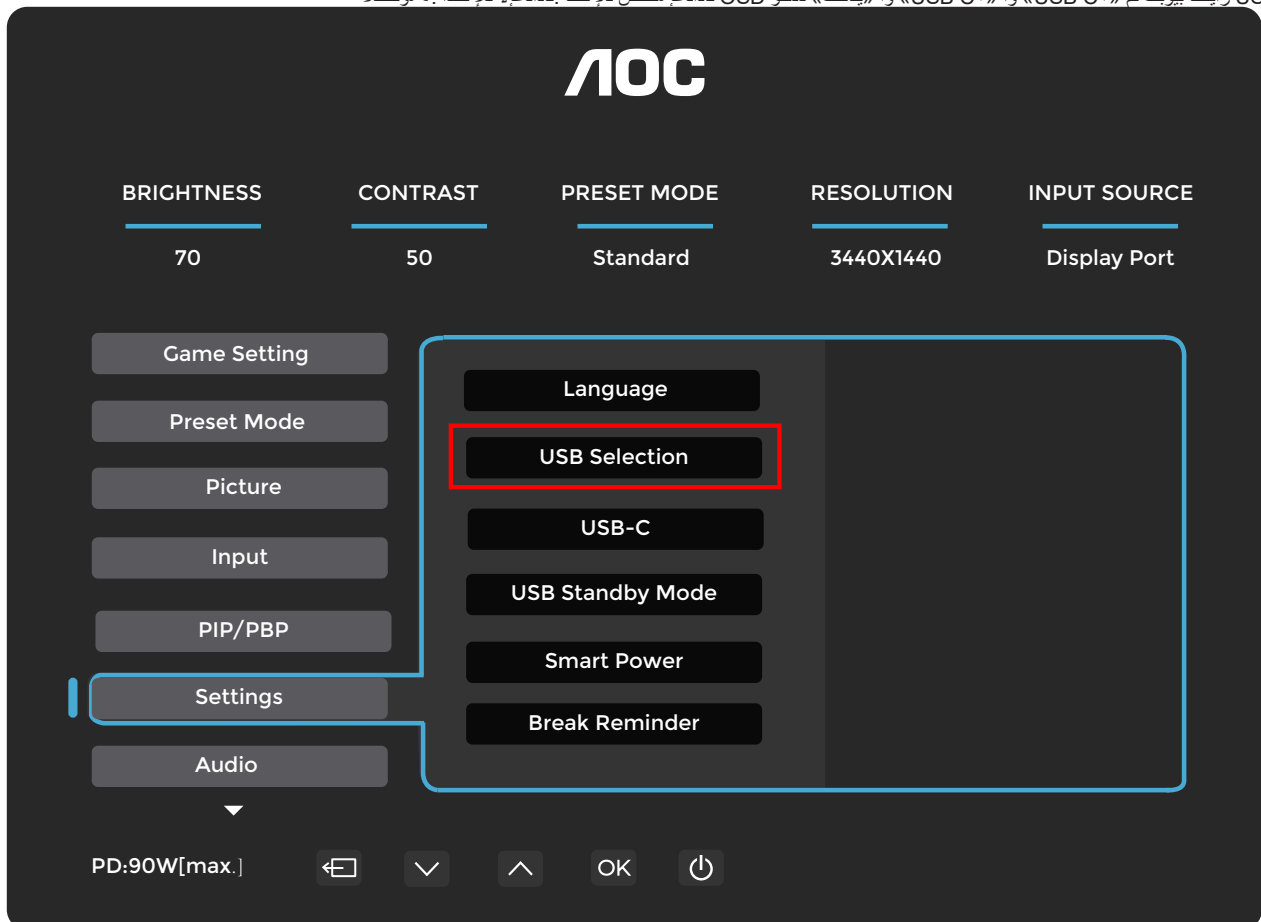 AOC
BRIGHTNESS CONTRAST PRESET MODE RESOLUTION INPUT SOURCE
70 50 Standard 3440X1440 Display Port
Game Setting
Preset Mode
Picture
Input
PIP/PBP
Settings
Audio
Language
USB Selection
USB-C
USB Standby Mode
Smart Power
Break Reminder
PD:90W[max.] OK